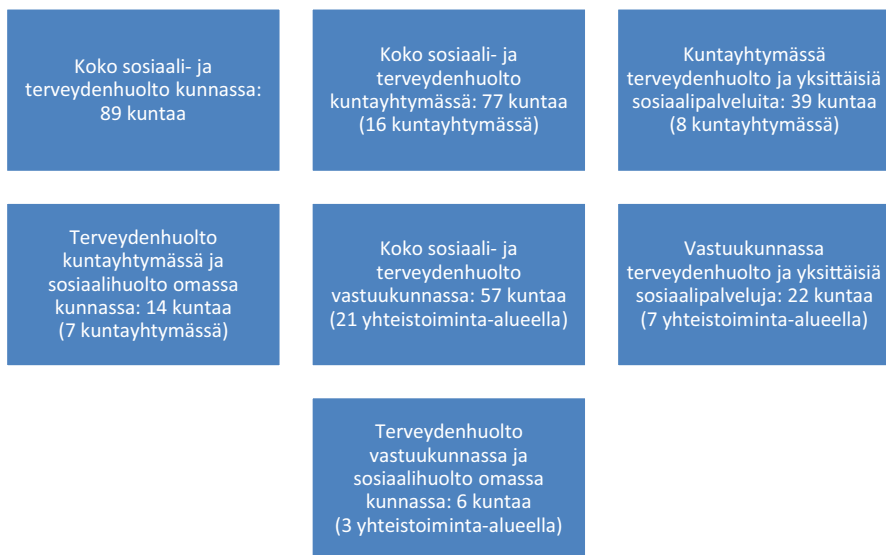 Koko sosiaali- ja
terveydenhuolto kunnassa:
89 kuntaa
Koko sosiaali- ja
terveydenhuolto
kuntayhtymässä: 77 kuntaa
(16 kuntayhtymässä)
Kuntayhtymässä
terveydenhuolto ja yksittäisiä
sosiaalipalveluita: 39 kuntaa
(8 kuntayhtymässä)
Terveydenhuolto
kuntayhtymässä ja
sosiaalihuolto omassa
kunnassa: 14 kuntaa
(7 kuntayhtymässä)
Koko sosiaali- ja
terveydenhuolto
vastuukunnassa: 57 kuntaa
(21 yhteistoiminta-alueella)
Vastuukunnassa
terveydenhuolto ja yksittäisiä
sosiaalipalveluja: 22 kuntaa
(7 yhteistoiminta-alueella)
Terveydenhuolto
vastuukunnassa ja
sosiaalihuolto omassa
kunnassa: 6 kuntaa
(3 yhteistoiminta-alueella)